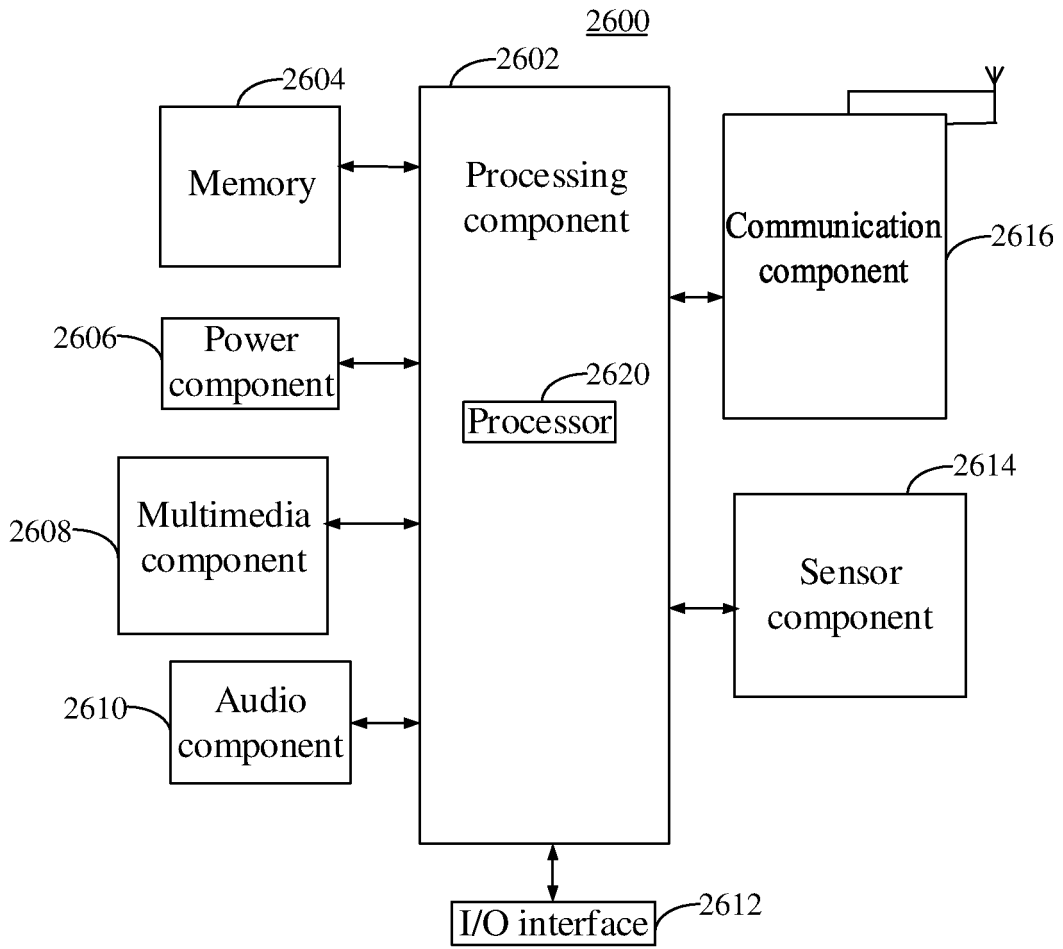 2600
2602
2604
Memory
Processing
component
Communication
component
2616
2606
Power
component
2620
Processor
2614
2608
Multimedia
component
Sensor
component
2610
Audio
component
I/O interface
2612